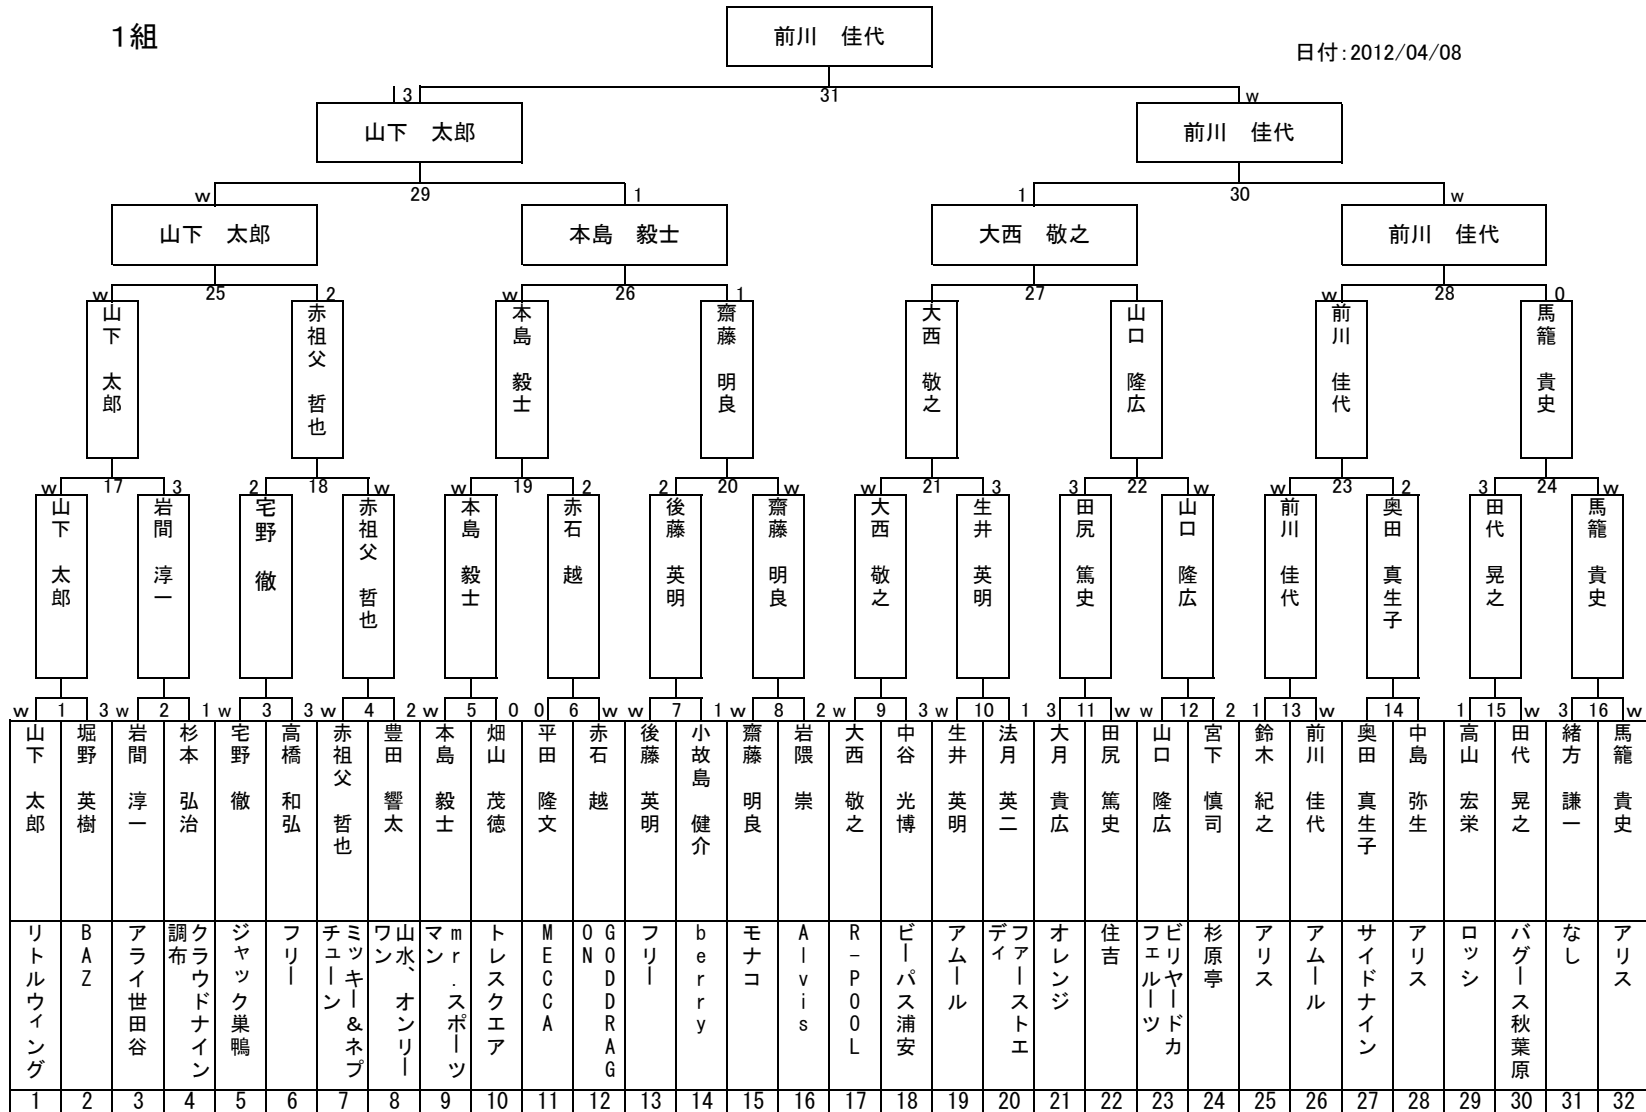 1組
前川　佳代
日付:2012/04/08
3 31 w
山下　太郎
前川　佳代
w 29 1
1 30 w
山下　太郎
本島　毅士
大西　敬之
前川　佳代
w 25 2 w 26 1 27 w 28 0
山下　太郎
赤祖父　哲也
本島　毅士
齋藤　明良
大西　敬之
山口　隆広
前川　佳代
馬籠　貴史
w 17 3 2 18 w w 19 2 2 20 w w 21 3 3 22 w w 23 2 3 24 w
山下　太郎
岩間　淳一
宅野　徹
赤祖父　哲也
本島　毅士
赤石　越
後藤　英明
齋藤　明良
大西　敬之
生井　英明
田尻　篤史
山口　隆広
前川　佳代
奥田　真生子
田代　晃之
馬籠　貴史
w 1 3 w 2 1 w 3 3 w 4 2 w 5 0 0 6 w w 7 1 w 8 2 w 9 3 w 10 1 3 11 w w 12 2 1 13 w 14 1 15 w 3 16 w
山下　太郎
堀野　英樹
岩間　淳一
杉本　弘治
宅野　徹
高橋　和弘
赤祖父　哲也
豊田　響太
本島　毅士
畑山　茂徳
平田　隆文
赤石　越
後藤　英明
小故島　健介
齋藤　明良
岩隈　崇
大西　敬之
中谷　光博
生井　英明
法月　英二
大月　貴広
田尻　篤史
山口　隆広
宮下　慎司
鈴木　紀之
前川　佳代
奥田　真生子
中島　弥生
高山　宏栄
田代　晃之
緒方　謙一
馬籠　貴史
リトルウィング
BAZ
アライ世田谷
クラウドナイン
調布
ジャック巣鴨
フリー
ミッキー&ネプ
チューン
山水、オンリー
ワン
mr.スポーツ
マン
トレスクエア
MECCA
GODDRAG
ON
フリー
berry
モナコ
Alvis
R-POOL
ビーパス浦安
アムール
ファーストエ
ディ
オレンジ
住吉
ビリヤードカ
フェルーツ
杉原亭
アリス
アムール
サイドナイン
アリス
ロッシ
バグース秋葉原
なし
アリス
1 2 3 4 5 6 7 8 9 10 11 12 13 14 15 16 17 18 19 20 21 22 23 24 25 26 27 28 29 30 31 32